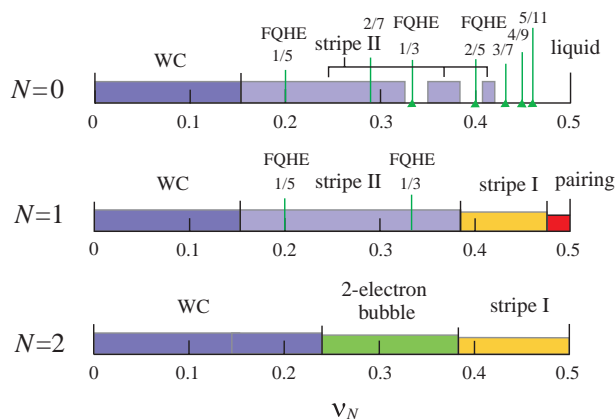 5/11
FQHE 2/7 FQHE FQHE 4/9
WC 1/5 stripe II 1/3 2/5 3/7 liquid
N=0
0 0.1 0.2 0.3 0.4 0.5
FQHE FQHE
WC 1/5 stripe II 1/3 stripe I pairing
N=1
0 0.1 0.2 0.3 0.4 0.5
WC 2-electron bubble stripe I
N=2
0 0.1 0.2 0.3 0.4 0.5
νN